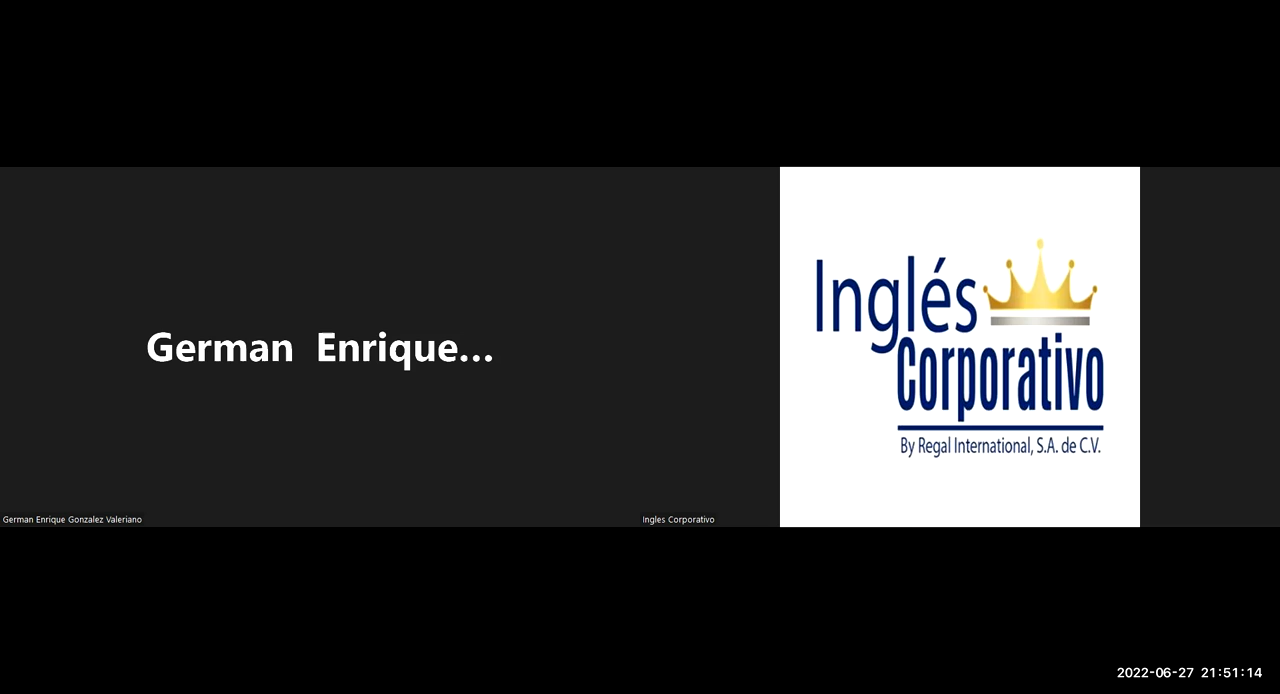 German Enrique...
German Enrique Gonzalez Valeriano
Inglés
Corporativo
By Regal International, S.A. de C.V.
Ingles Corporativo
2022-06-27 21:51:14